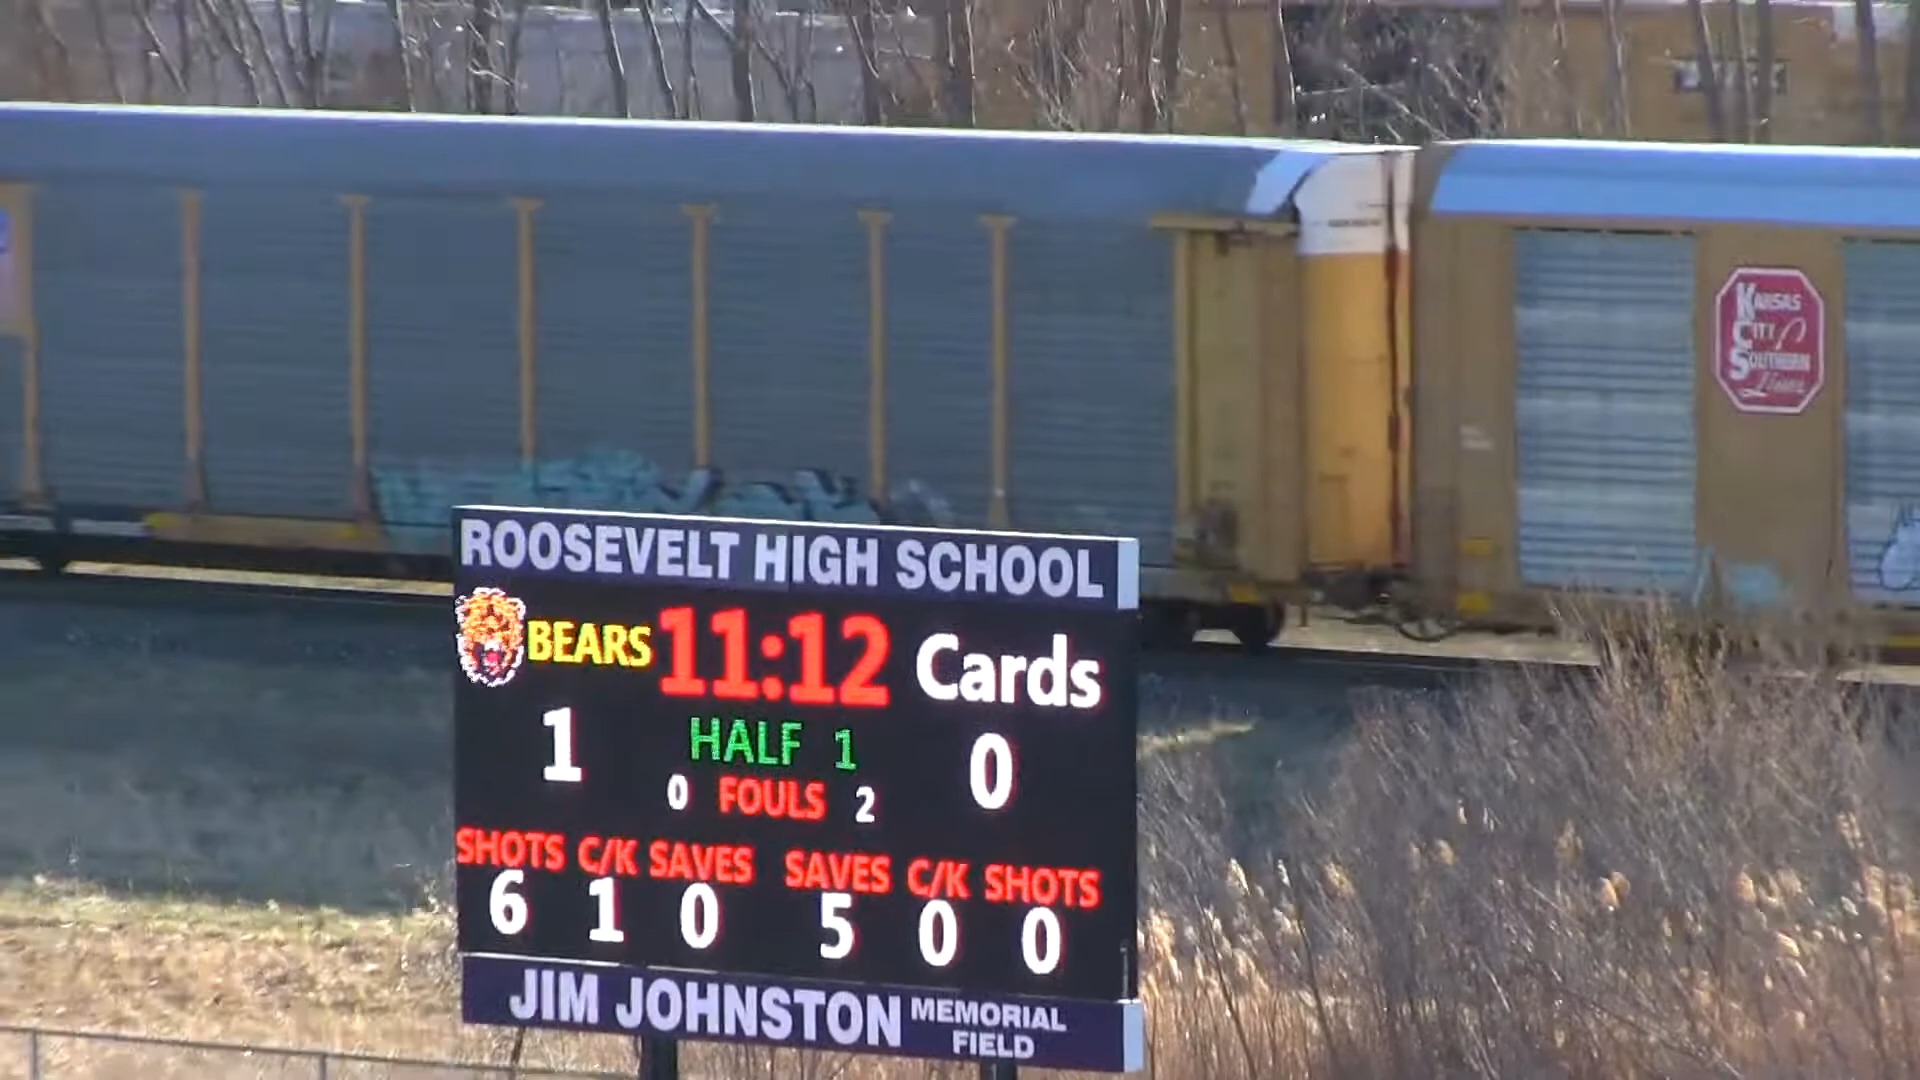 KANSAS
CITY
SOUTHERN
Lines
ROOSEVELT HIGH SCHOOL
BEARS 11:12 Cards
1 HALF 1 0
0 FOULS 2
SHOTS C/K SAVES SAVES C/K SHOTS
6 1 0 5 0 0
JIM JOHNSTON MEMORIAL
FIELD